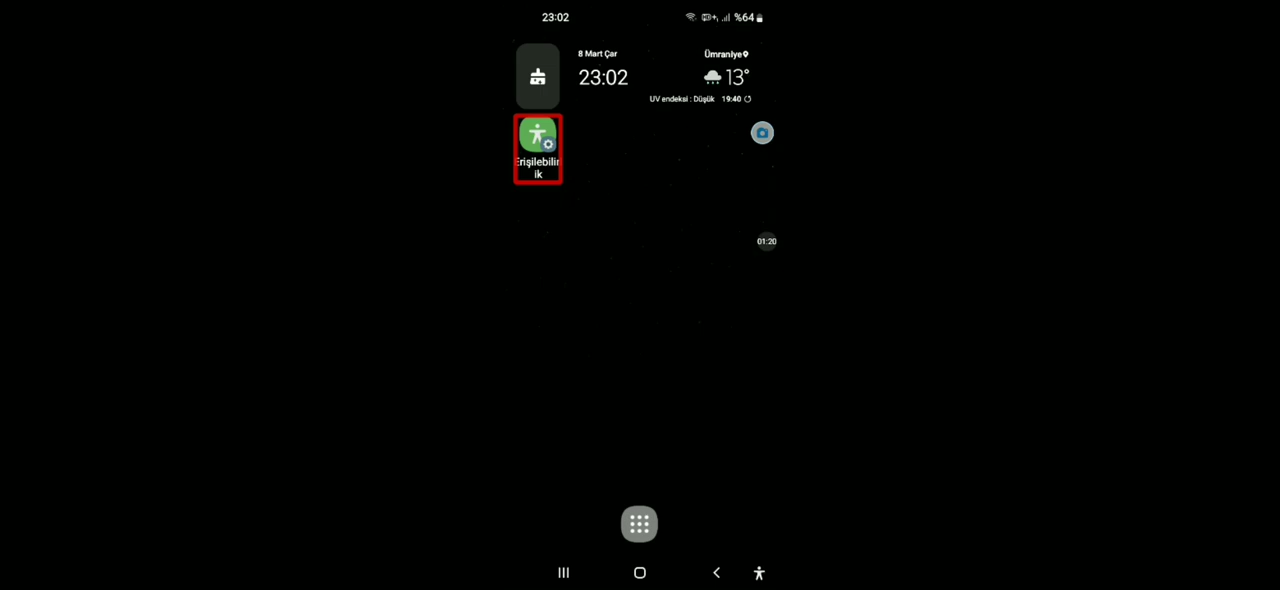 23:02
%64
8 Mart Çar
Ümraniye
23:02
13°
UV endeksi : Düşük 19:40
Erişilebilir
ik
01:20